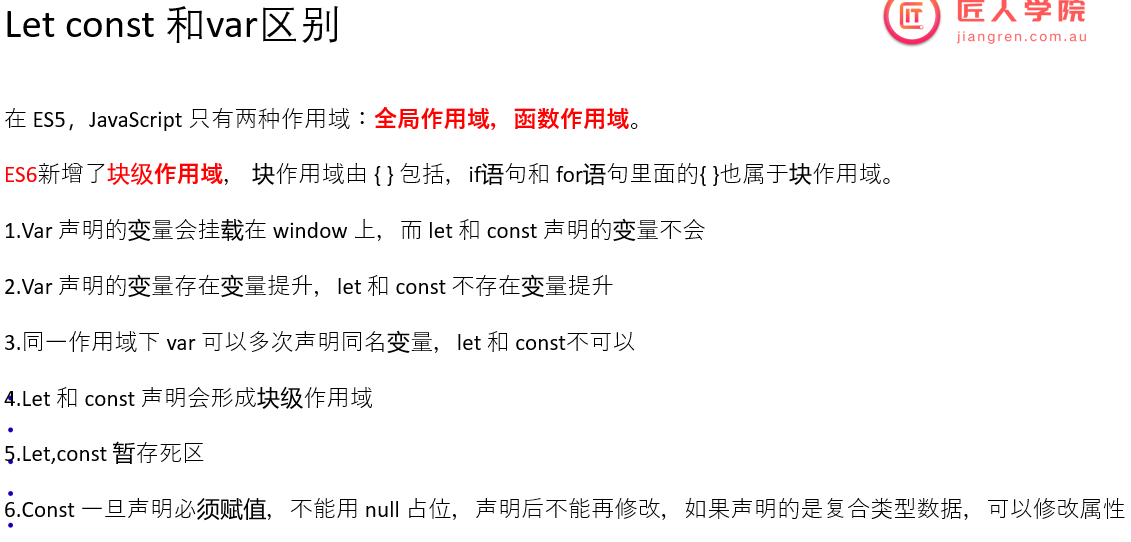 Let const 和var区别
匠人学院
jiangren.com.au
在 ES5，JavaScript 只有两种作用域：全局作用域，函数作用域。
ES6新增了块级作用域， 块作用域由 { } 包括，if语句和 for语句里面的{ }也属于块作用域。
1.Var 声明的变量会挂载在 window 上，而 let 和 const 声明的变量不会
2.Var 声明的变量存在变量提升，let 和 const 不存在变量提升
3.同一作用域下 var 可以多次声明同名变量，let 和 const不可以
4.Let 和 const 声明会形成块级作用域
5.Let,const 暂存死区
6.Const 一旦声明必须赋值，不能用 null 占位，声明后不能再修改，如果声明的是复合类型数据，可以修改属性